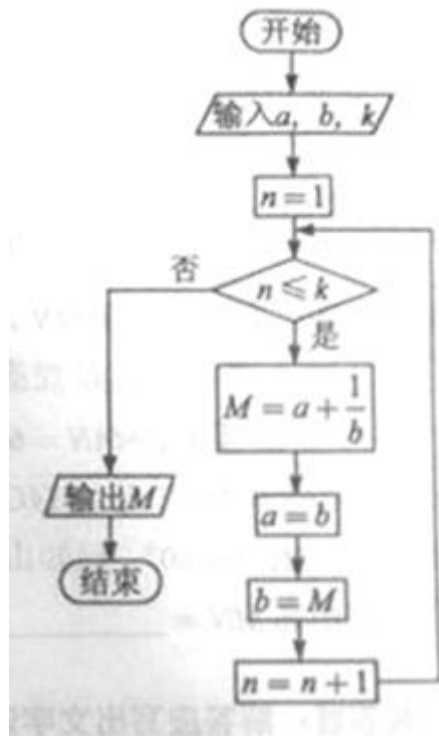 开始
输入a, b, k
n=1
n≤k
否
是
M=a+1/b
a=b
b=M
n=n+1
输出M
结束